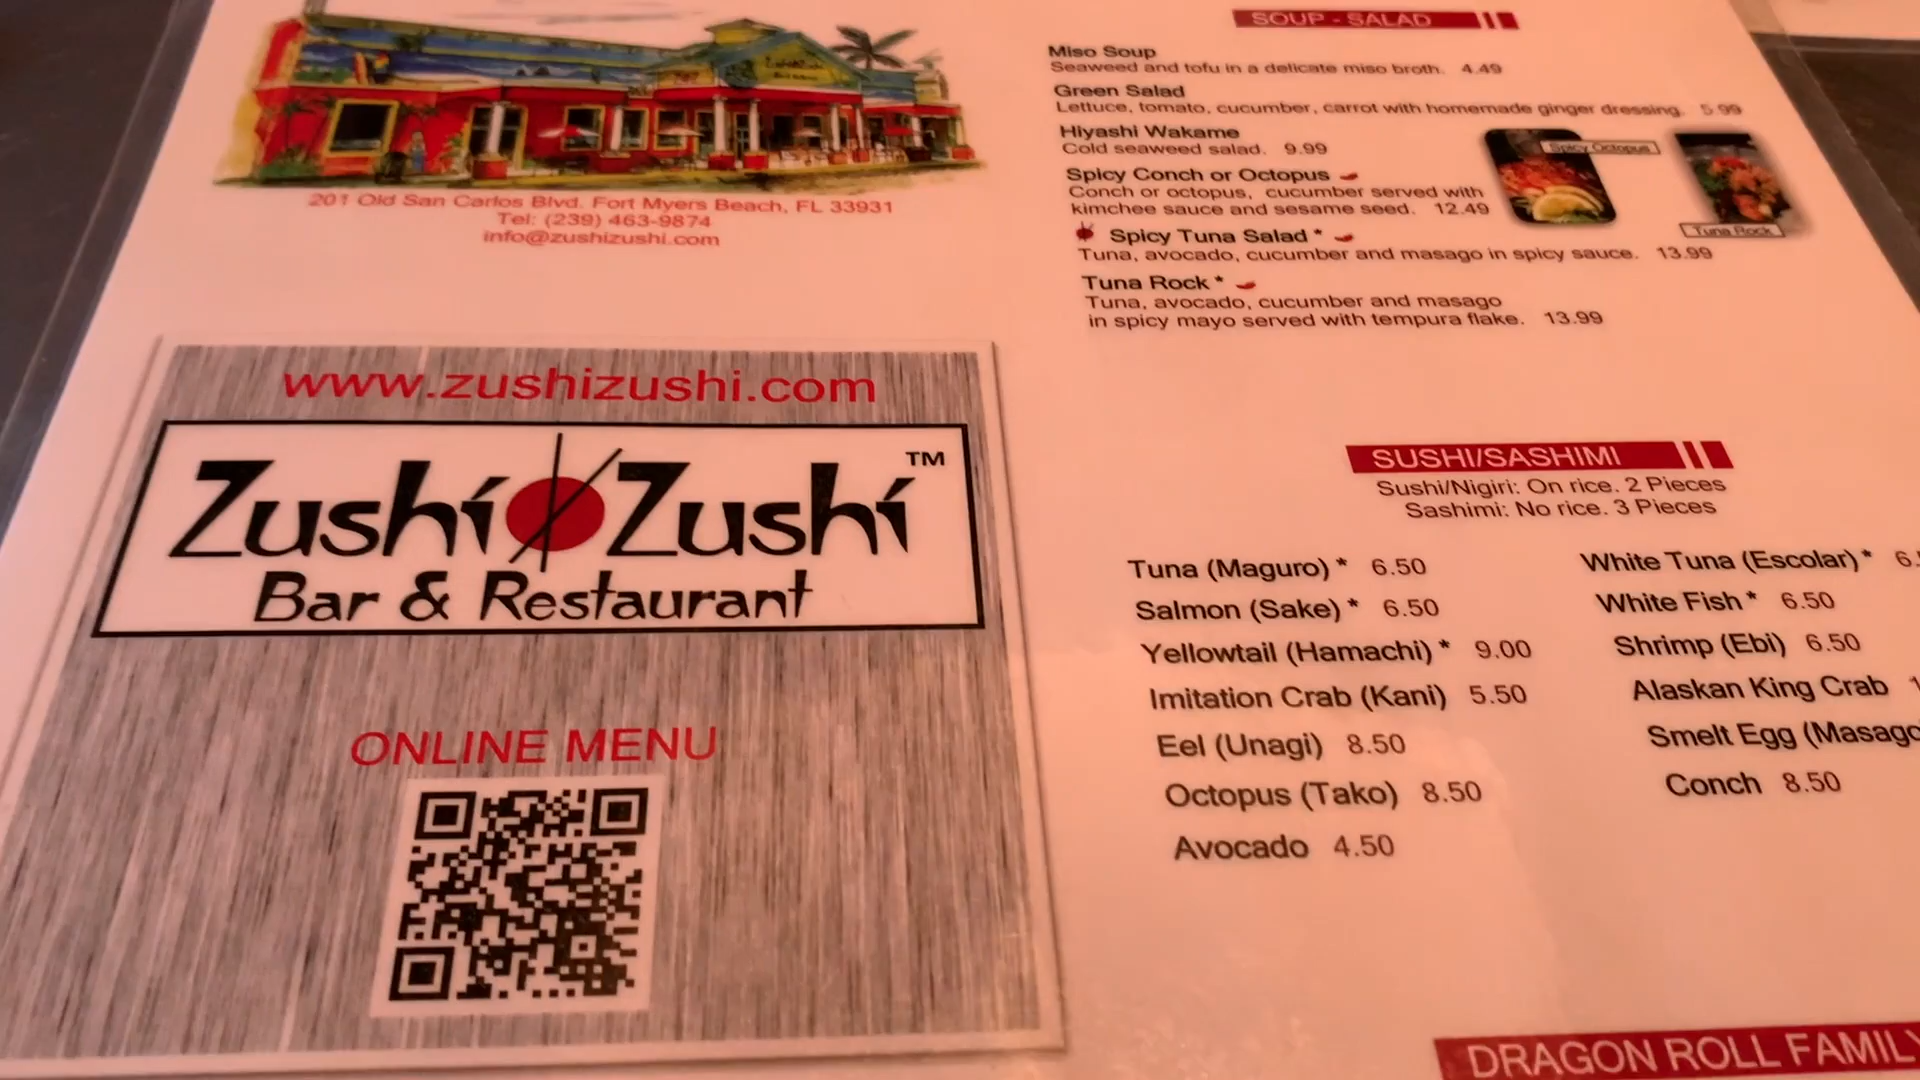 201 Old San Carlos Blvd. Fort Myers Beach, FL 33931
Tel: (239) 463-9874
info@zushizushi.com
www.zushizushi.com
Zushi Zushi ™
Bar & Restaurant
ONLINE MENU
SOUP - SALAD
Miso Soup
Seaweed and tofu in a delicate miso broth. 4.49
Green Salad
Lettuce, tomato, cucumber, carrot with homemade ginger dressing. 5.99
Hiyashi Wakame
Cold seaweed salad. 9.99
Spicy Conch or Octopus
Conch or octopus, cucumber served with
kimchee sauce and sesame seed. 12.49
Spicy Octopus
Tuna Rock
Spicy Tuna Salad *
Tuna, avocado, cucumber and masago in spicy sauce. 13.99
Tuna Rock *
Tuna, avocado, cucumber and masago
in spicy mayo served with tempura flake. 13.99
SUSHI/SASHIMI
Sushi/Nigiri: On rice. 2 Pieces
Sashimi: No rice. 3 Pieces
Tuna (Maguro) * 6.50
Salmon (Sake) * 6.50
Yellowtail (Hamachi) * 9.00
Imitation Crab (Kani) 5.50
Eel (Unagi) 8.50
Octopus (Tako) 8.50
Avocado 4.50
White Tuna (Escolar) *
White Fish * 6.50
Shrimp (Ebi) 6.50
Alaskan King Crab
Smelt Egg (Masago
Conch 8.50
DRAGON ROLL FAMILY